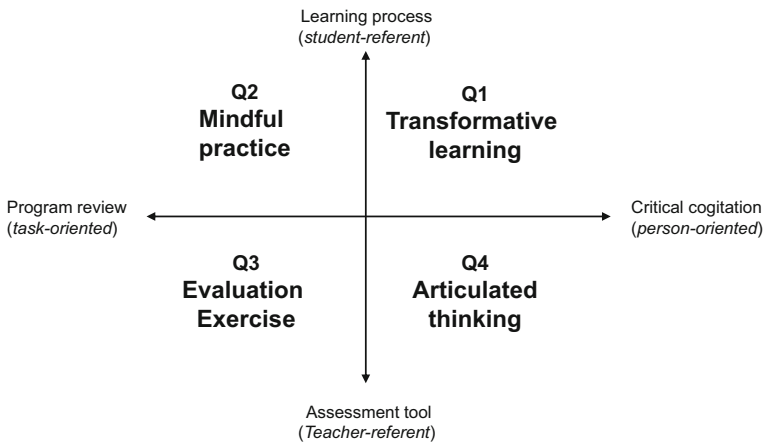 Learning process
(student-referent)
Q2
Mindful
practice
Q1
Transformative
learning
Program review
(task-oriented)
Critical cogitation
(person-oriented)
Q3
Evaluation
Exercise
Q4
Articulated
thinking
Assessment tool
(Teacher-referent)